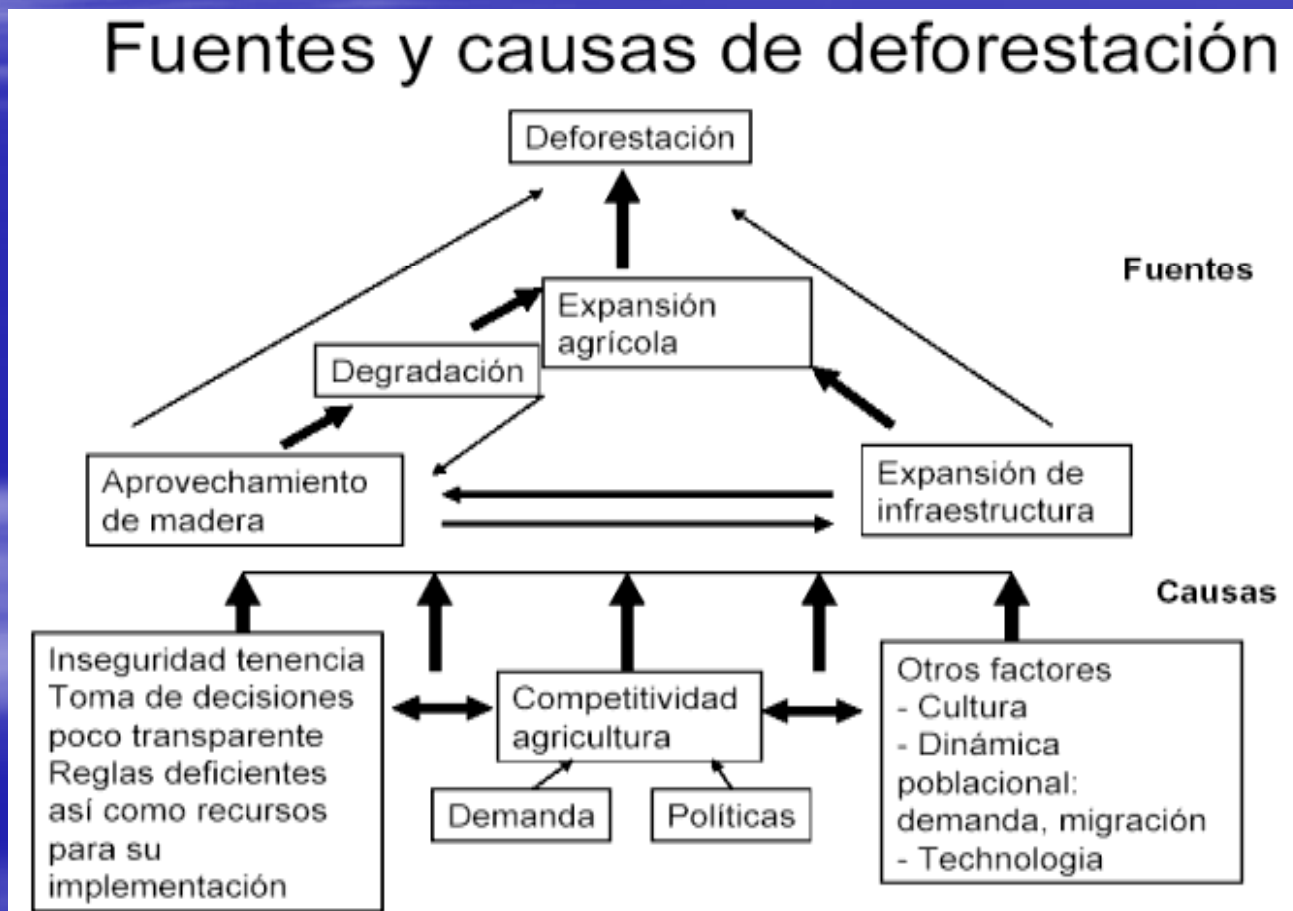 Fuentes y causas de deforestación
Deforestación
Fuentes
Expansión
agrícola
Degradación
Aprovechamiento
de madera
Expansión de
infraestructura
Causas
Inseguridad tenencia
Toma de decisiones
poco transparente
Reglas deficientes
así como recursos
para su
implementación
Competitividad
agricultura
Demanda
Políticas
Otros factores
- Cultura
- Dinámica
poblacional:
demanda, migración
- Technologia